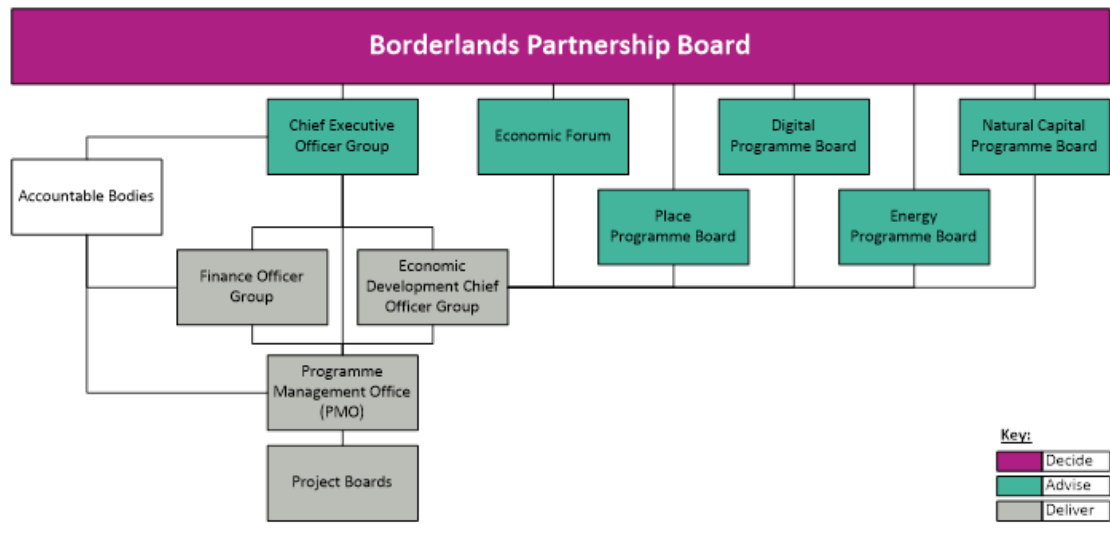 Borderlands Partnership Board
Chief Executive
Officer Group
Economic Forum
Digital
Programme Board
Natural Capital
Programme Board
Accountable Bodies
Place
Programme Board
Energy
Programme Board
Finance Officer
Group
Economic
Development Chief
Officer Group
Programme
Management Office
(PMO)
Project Boards
Key:
Decide
Advise
Deliver